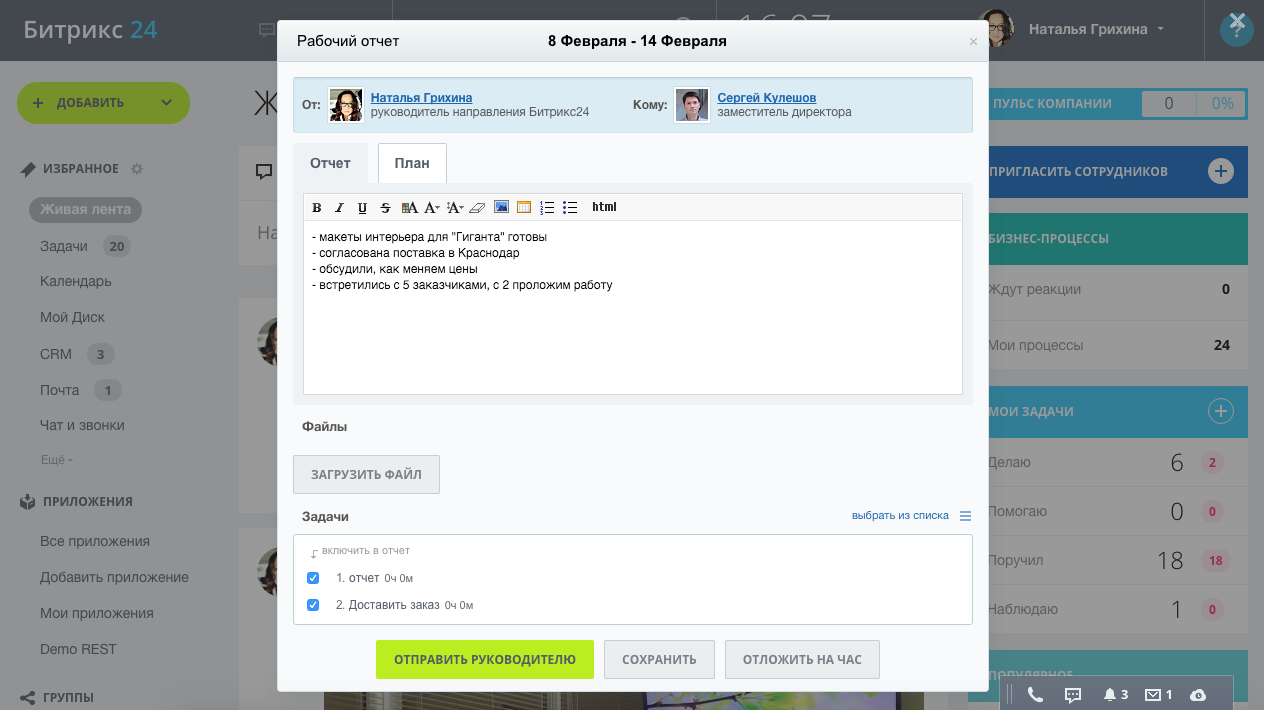 Битрикс 24
Наталья Грихина
?
Рабочий отчет
8 Февраля - 14 Февраля
ДОБАВИТЬ
ИЗБРАННОЕ
Живая лента
Задачи 20
Календарь
Мой Диск
CRM 3
Почта 1
Чат и звонки
Ещё
ПРИЛОЖЕНИЯ
Все приложения
Добавить приложение
Мои приложения
Demo REST
ГРУППЫ
От:
Наталья Грихина
руководитель направления Битрикс24
Кому:
Сергей Кулешов
заместитель директора
Отчет
План
B I U S A A A html
- макеты интерьера для "Гиганта" готовы
- согласована поставка в Краснодар
- обсудили, как меняем цены
- встретились с 5 заказчиками, с 2 проложим работу
Файлы
ЗАГРУЗИТЬ ФАЙЛ
Задачи
выбрать из списка
включить в отчет
1. отчет 0ч 0м
2. Доставить заказ 0ч 0м
ОТПРАВИТЬ РУКОВОДИТЕЛЮ
СОХРАНИТЬ
ОТЛОЖИТЬ НА ЧАС
ПУЛЬС КОМПАНИИ 0 0%
ПРИГЛАСИТЬ СОТРУДНИКОВ
БИЗНЕС-ПРОЦЕССЫ
Ждут реакции 0
Мои процессы 24
МОИ ЗАДАЧИ
Делаю 6 2
Помогаю 0 0
Поручил 18 18
Наблюдаю 1 0
ПОПУЛЯРНОЕ
3 1